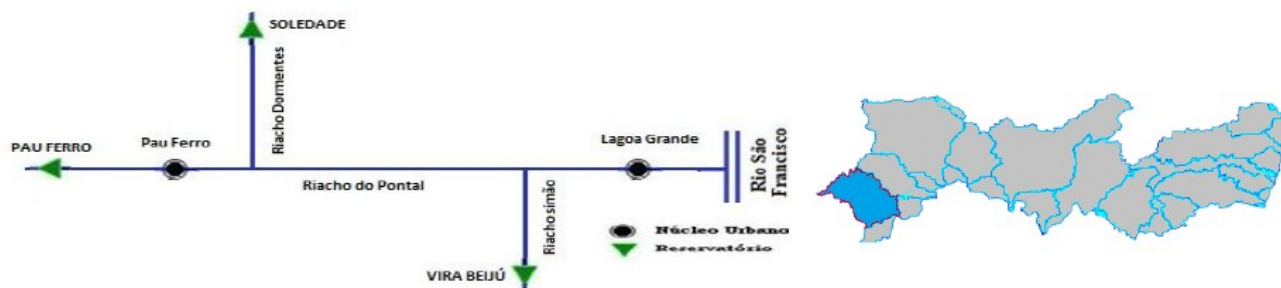 SOLEDADE
Riacho Dormentes
PAU FERRO
Pau Ferro
Lagoa Grande
Rio São
Francisco
Riacho do Pontal
Riacho simão
Núcleo Urbano
Reservatório
VIRA BEIJÚ